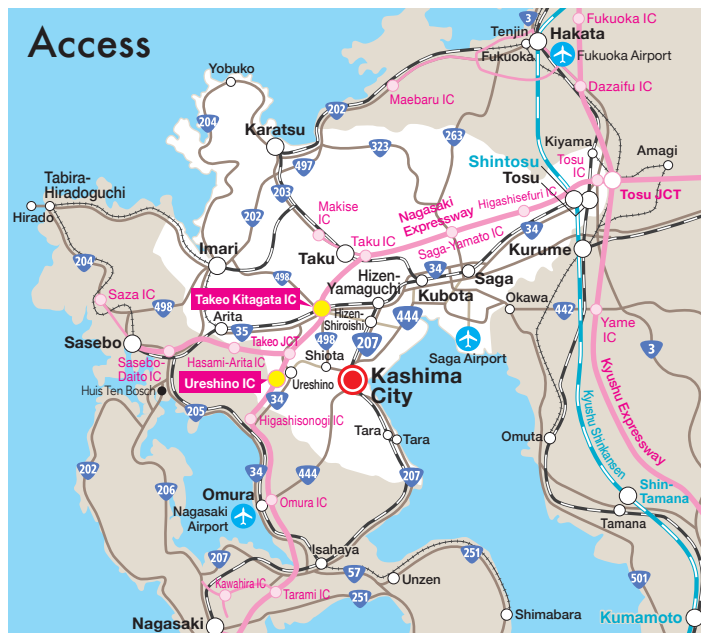 Access
3
Fukuoka IC
Tenjin
Hakata
Fukuoka
Fukuoka Airport
Yobuko
Dazaifu IC
Maebaru IC
202
204
Karatsu
263
323
497
Kiyama
Amagi
Shintosu
Tosu
IC
Tosu
Tosu JCT
203
Tabira-
Hiradoguchi
Hirado
Makise
IC
Nagasaki
Expressway
Higashisefuri IC
202
34
Imari
Taku
Taku IC
Saga-Yamato IC
Kurume
204
498
Hizen-
Yamaguchi
34
Saga
Kubota
Saza IC
498
Takeo Kitagata IC
Okawa
442
Arita
Hizen-
Shiroishi
444
Yame
IC
35
Sasebo
Takeo JCT
498
207
Saga Airport
3
Sasebo-
Daito IC
Hasami-Arita IC
Shiota
Huis Ten Bosch
Ureshino IC
Ureshino
Kashima
City
Kyushu Expressway
Kyushu Shinkansen
205
34
Higashisonogi IC
Tara
Tara
Omuta
202
34
444
207
206
Omura
Omura IC
Shin-
Tamana
Nagasaki
Airport
Tamana
Isahaya
207
57
251
Kawahira IC
Unzen
501
Tarami IC
251
Nagasaki
Shimabara
Kumamoto